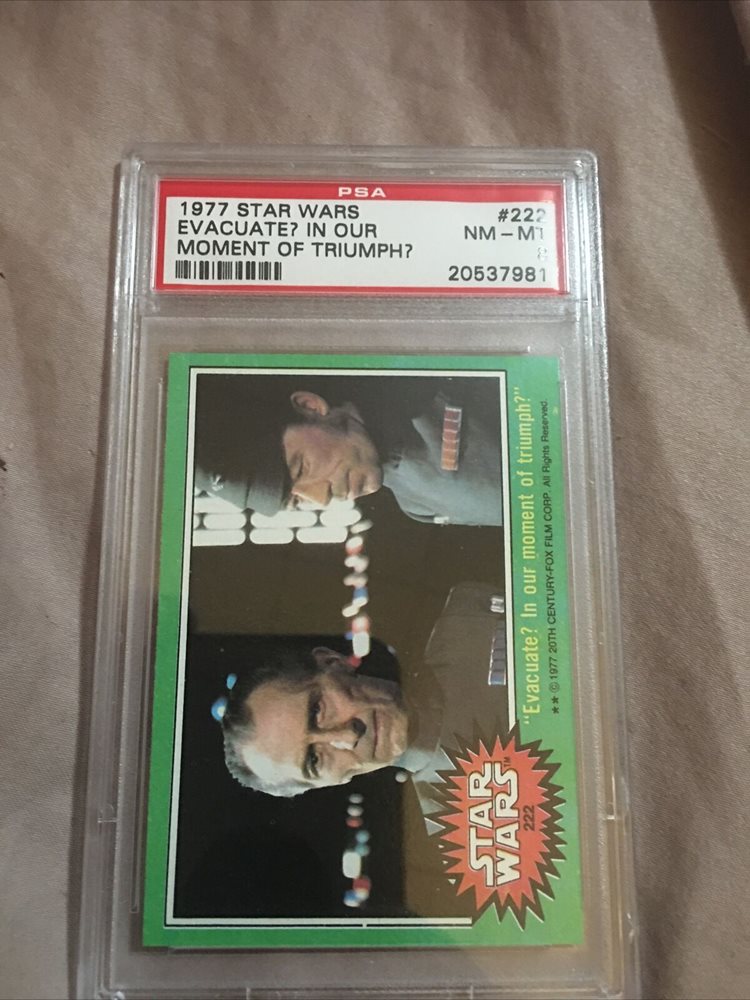 PSA
1977 STAR WARS #222
EVACUATE? IN OUR NM - MT
MOMENT OF TRIUMPH? 8
20537981
"Evacuate? In our moment of triumph?"
★★ © 1977 20TH CENTURY-FOX FILM CORP. All Rights Reserved.
STAR
WARS™
222